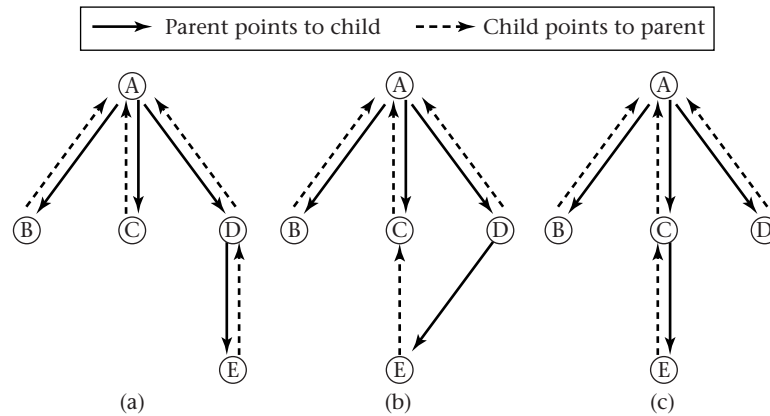 Parent points to child Child points to parent
A A A
B C D B C D B C D
E E E
(a) (b) (c)